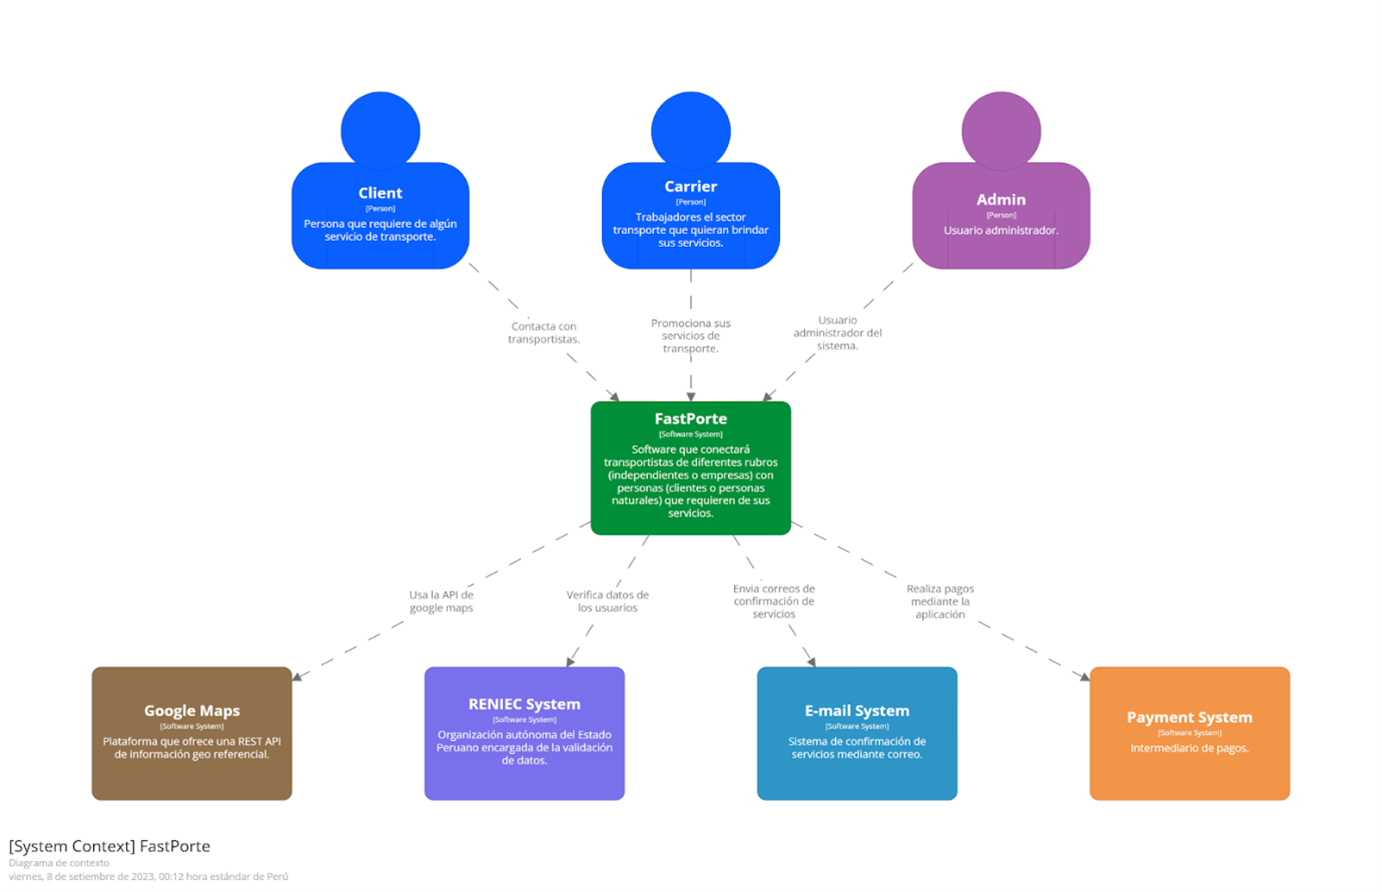 Client
[Person]
Persona que requiere de algún
servicio de transporte.
Carrier
[Person]
Trabajadores el sector
transporte que quieran brindar
sus servicios.
Admin
[Person]
Usuario administrador.
Contacta con
transportistas.
Promociona sus
servicios de
transporte.
Usuario
administrador del
sistema.
FastPorte
[Software System]
Software que conectará
transportistas de diferentes rubros
(independientes o empresas) con
personas (clientes o personas
naturales) que requieren de sus
servicios.
Usa la API de
google maps
Verifica datos de
los usuarios
Envia correos de
confirmación de
servicios
Realiza pagos
mediante la
aplicación
Google Maps
[Software System]
Plataforma que ofrece una REST API
de información geo referencial.
RENIEC System
[Software System]
Organización autónoma del Estado
Peruano encargada de la validación
de datos.
E-mail System
[Software System]
Sistema de confirmación de
servicios mediante correo.
Payment System
[Software System]
Intermediario de pagos.
[System Context] FastPorte
Diagrama de contexto
viernes, 8 de setiembre de 2023, 00:12 hora estándar de Perú